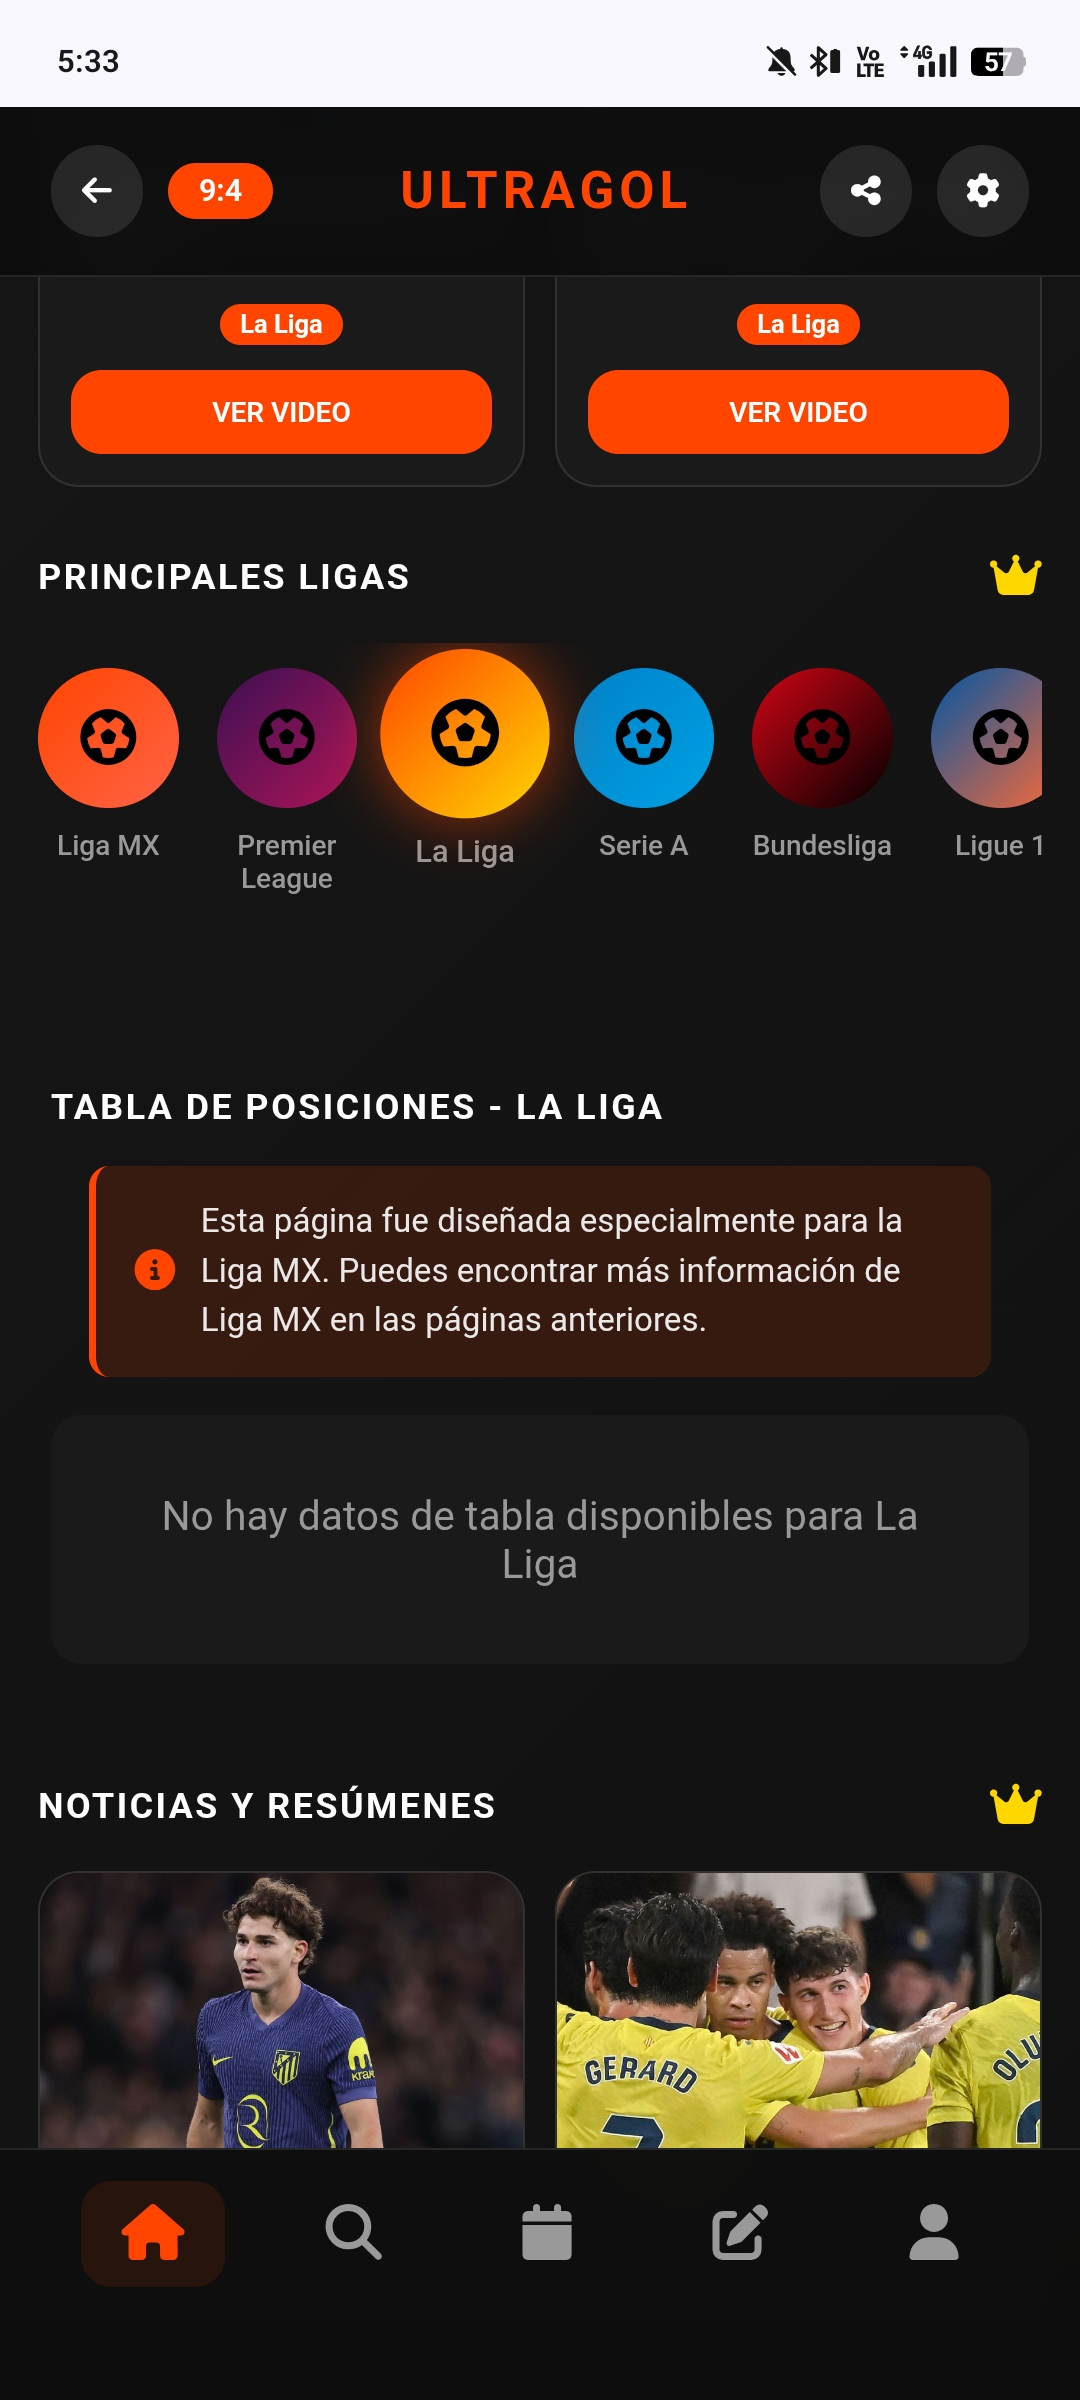 5:33
Vo
LTE
4G
57
9:4
ULTRAGOL
La Liga
La Liga
VER VIDEO
VER VIDEO
PRINCIPALES LIGAS
Liga MX
Premier
League
La Liga
Serie A
Bundesliga
Ligue 1
TABLA DE POSICIONES - LA LIGA
Esta página fue diseñada especialmente para la
Liga MX. Puedes encontrar más información de
Liga MX en las páginas anteriores.
No hay datos de tabla disponibles para La
Liga
NOTICIAS Y RESÚMENES
GERARD
7
OLU